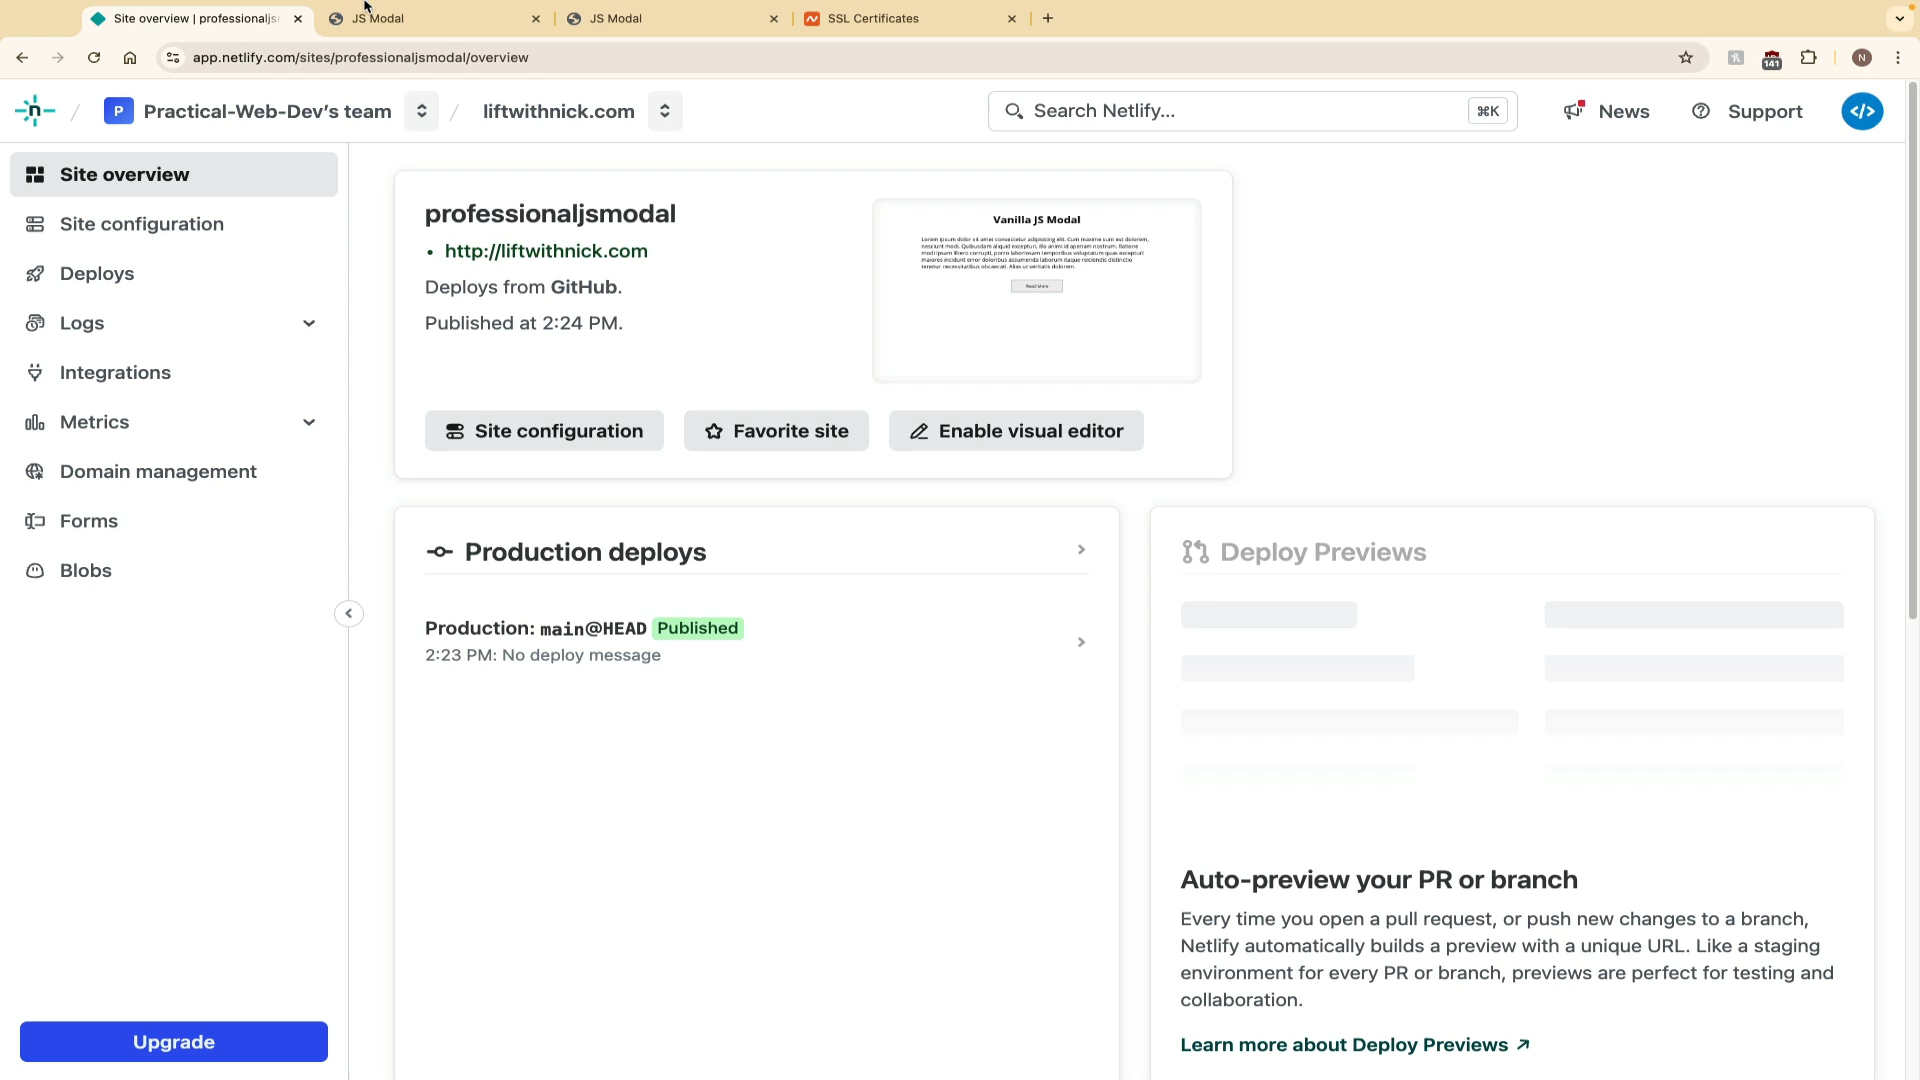 Site overview | professionaljs
JS Modal
JS Modal
SSL Certificates
app.netlify.com/sites/professionaljsmodal/overview
141
N
P
Practical-Web-Dev’s team
/
liftwithnick.com
Search Netlify...
⌘K
News
Support
Site overview
Site configuration
Deploys
Logs
Integrations
Metrics
Domain management
Forms
Blobs
Upgrade
professionaljsmodal
• http://liftwithnick.com
Deploys from GitHub.
Published at 2:24 PM.
Vanilla JS Modal
Read More
Site configuration
Favorite site
Enable visual editor
Production deploys
Production: main@HEAD Published
2:23 PM: No deploy message
Deploy Previews
Auto-preview your PR or branch
Every time you open a pull request, or push new changes to a branch,
Netlify automatically builds a preview with a unique URL. Like a staging
environment for every PR or branch, previews are perfect for testing and
collaboration.
Learn more about Deploy Previews ↗